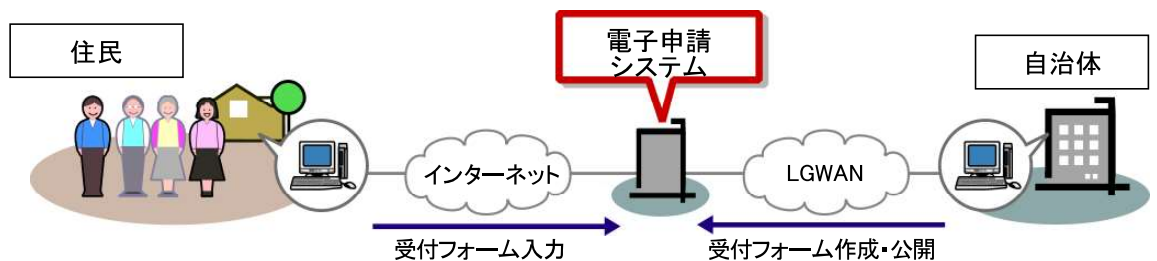 住民
電子申請
システム
自治体
インターネット
LGWAN
受付フォーム入力
受付フォーム作成・公開